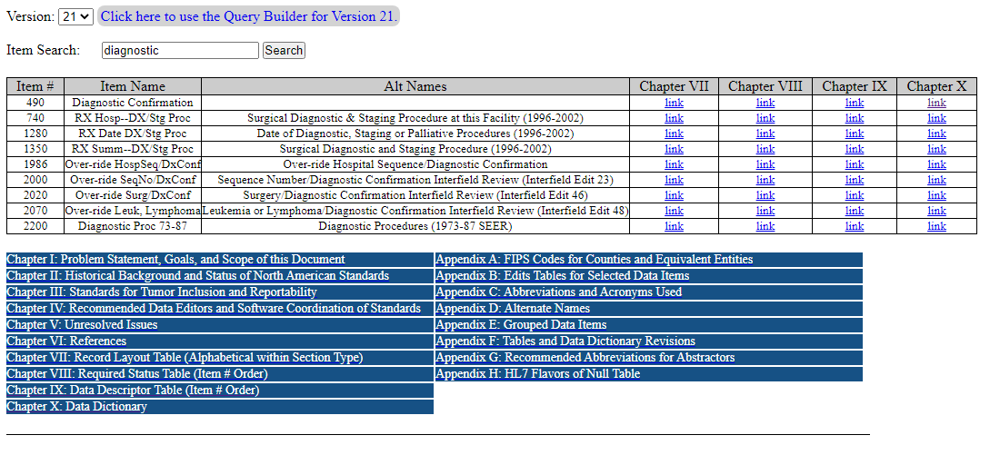 Version: 21 Click here to use the Query Builder for Version 21.
Item Search: diagnostic Search
Item # Item Name Alt Names Chapter VII Chapter VIII Chapter IX Chapter X
490 Diagnostic Confirmation link link link link
740 RX Hosp--DX/Stg Proc Surgical Diagnostic & Staging Procedure at this Facility (1996-2002) link link link link
1280 RX Date DX/Stg Proc Date of Diagnostic, Staging or Palliative Procedures (1996-2002) link link link link
1350 RX Summ--DX/Stg Proc Surgical Diagnostic and Staging Procedure (1996-2002) link link link link
1986 Over-ride HospSeq/DxConf Over-ride Hospital Sequence/Diagnostic Confirmation link link link link
2000 Over-ride SeqNo/DxConf Sequence Number/Diagnostic Confirmation Interfield Review (Interfield Edit 23) link link link link
2020 Over-ride Surg/DxConf Surgery/Diagnostic Confirmation Interfield Review (Interfield Edit 46) link link link link
2070 Over-ride Leuk, Lymphoma Leukemia or Lymphoma/Diagnostic Confirmation Interfield Review (Interfield Edit 48) link link link link
2200 Diagnostic Proc 73-87 Diagnostic Procedures (1973-87 SEER) link link link link
Chapter I: Problem Statement, Goals, and Scope of this Document
Chapter II: Historical Background and Status of North American Standards
Chapter III: Standards for Tumor Inclusion and Reportability
Chapter IV: Recommended Data Editors and Software Coordination of Standards
Chapter V: Unresolved Issues
Chapter VI: References
Chapter VII: Record Layout Table (Alphabetical within Section Type)
Chapter VIII: Required Status Table (Item # Order)
Chapter IX: Data Descriptor Table (Item # Order)
Chapter X: Data Dictionary
Appendix A: FIPS Codes for Counties and Equivalent Entities
Appendix B: Edits Tables for Selected Data Items
Appendix C: Abbreviations and Acronyms Used
Appendix D: Alternate Names
Appendix E: Grouped Data Items
Appendix F: Tables and Data Dictionary Revisions
Appendix G: Recommended Abbreviations for Abstractors
Appendix H: HL7 Flavors of Null Table